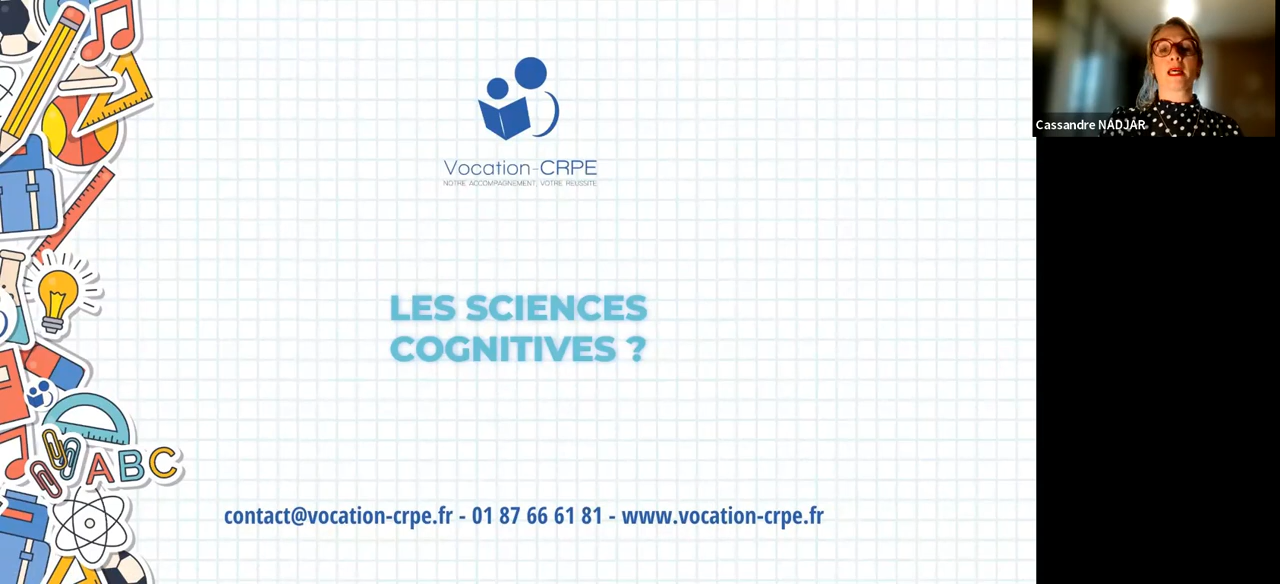 Vocation-CRPE
NOTRE ACCOMPAGNEMENT, VOTRE RÉUSSITE
Cassandre NADJAR
LES SCIENCES
COGNITIVES ?
ABC
contact@vocation-crpe.fr - 01 87 66 61 81 - www.vocation-crpe.fr